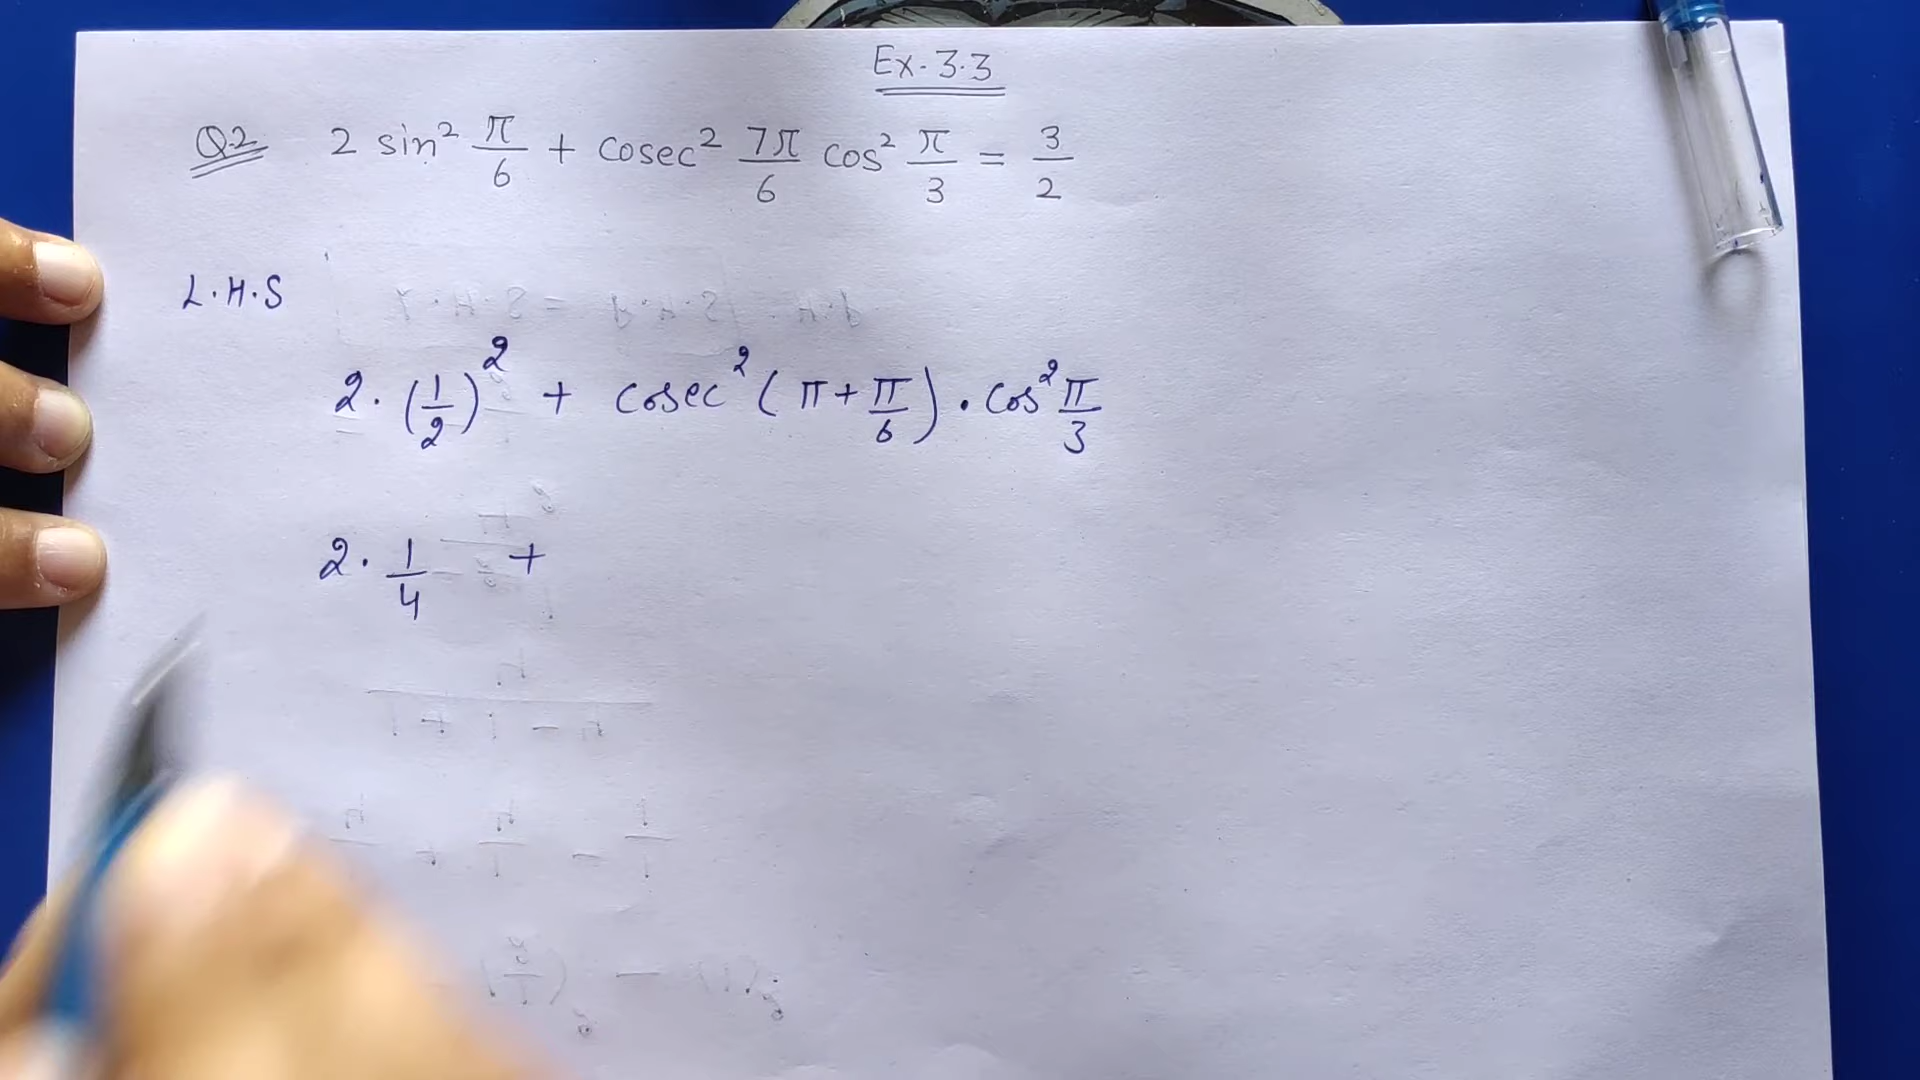 Ex. 3.3
Q2 2 sin² π/6 + cosec² 7π/6 cos² π/3 = 3/2
L.H.S
2 · (1/2)² + cosec² (π + π/6) · cos² π/3
2 · 1/4 +